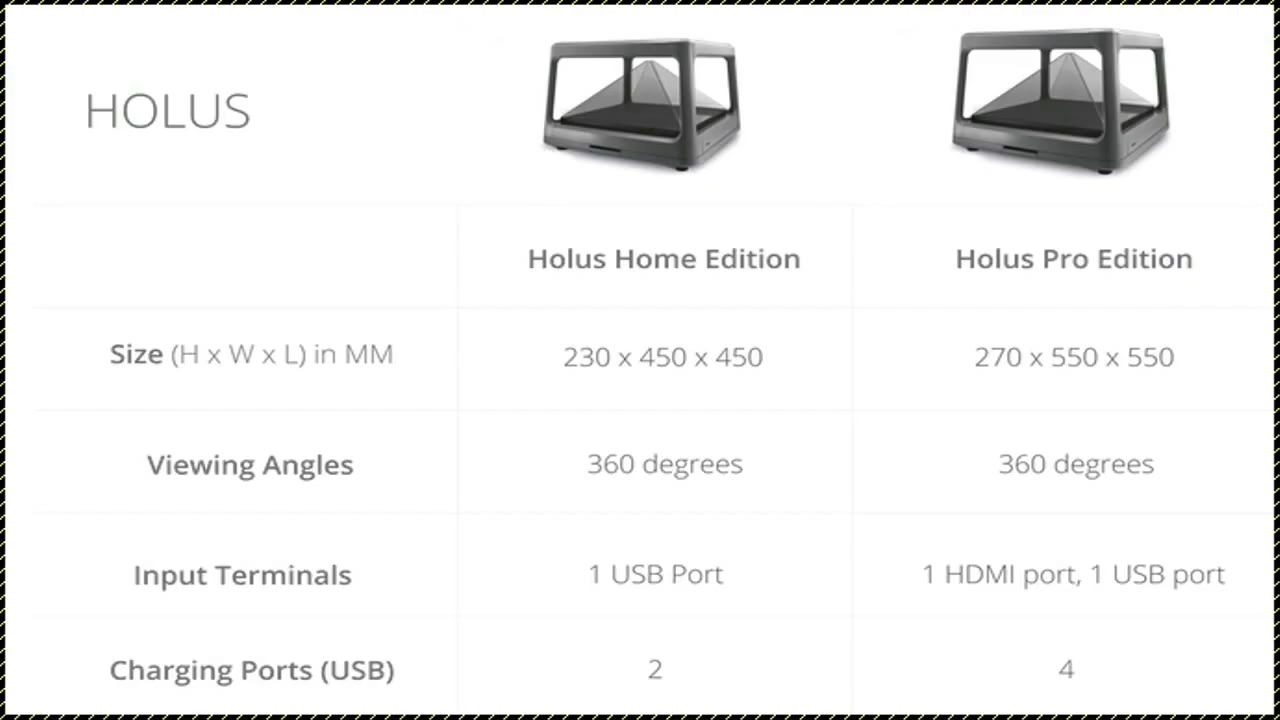 HOLUS
Holus Home Edition
Holus Pro Edition
Size (H x W x L) in MM
230 x 450 x 450
270 x 550 x 550
Viewing Angles
360 degrees
360 degrees
Input Terminals
1 USB Port
1 HDMI port, 1 USB port
Charging Ports (USB)
2
4